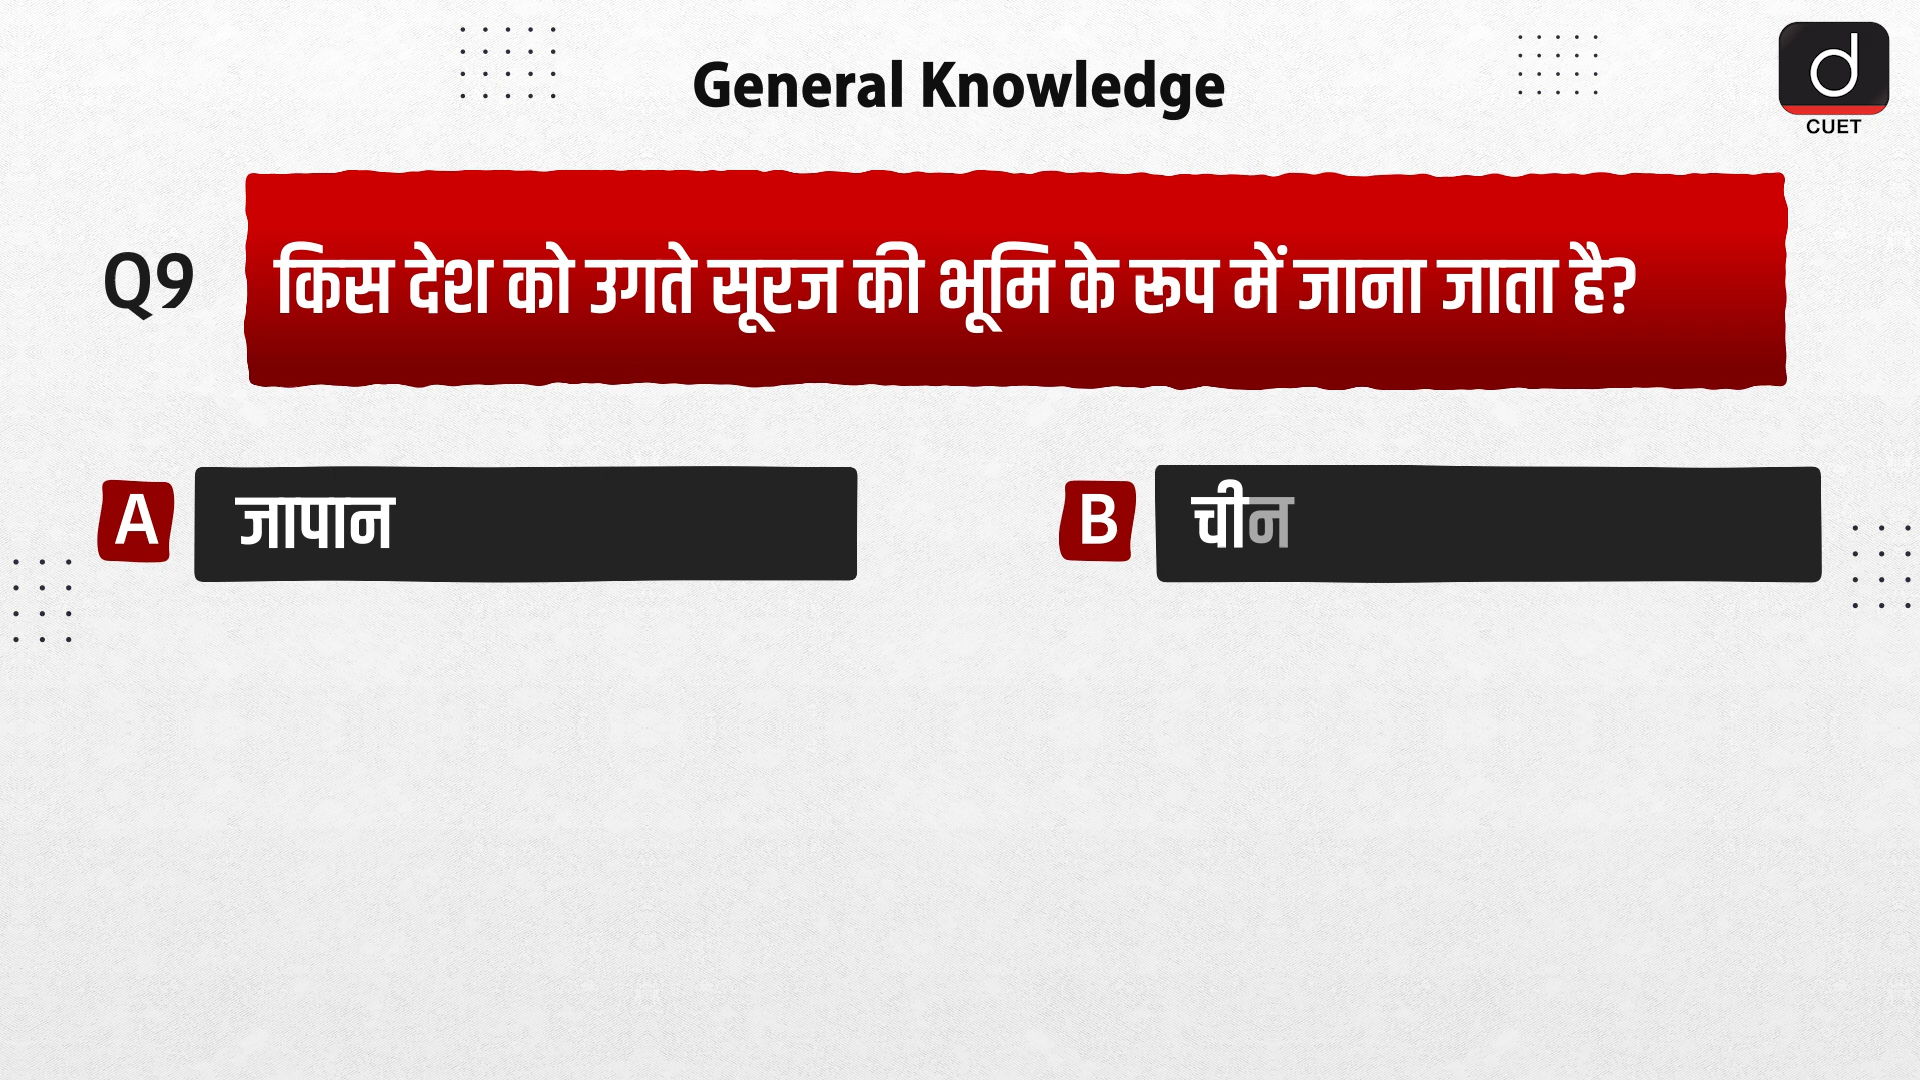 General Knowledge
d
CUET
Q9
किस देश को उगते सूरज की भूमि के रूप में जाना जाता है?
A जापान
B चीन